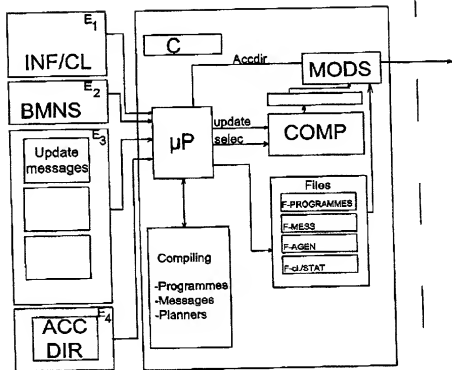 E1
INF/CL
E2
BMNS
E3
Update
messages
E4
ACC
DIR
C
Accdir
MODS
µP
update
selec
COMP
Compiling
-Programmes
-Messages
-Planners
Files
F-PROGRAMMES
F-MESS
F-AGEN
F-cl./STAT